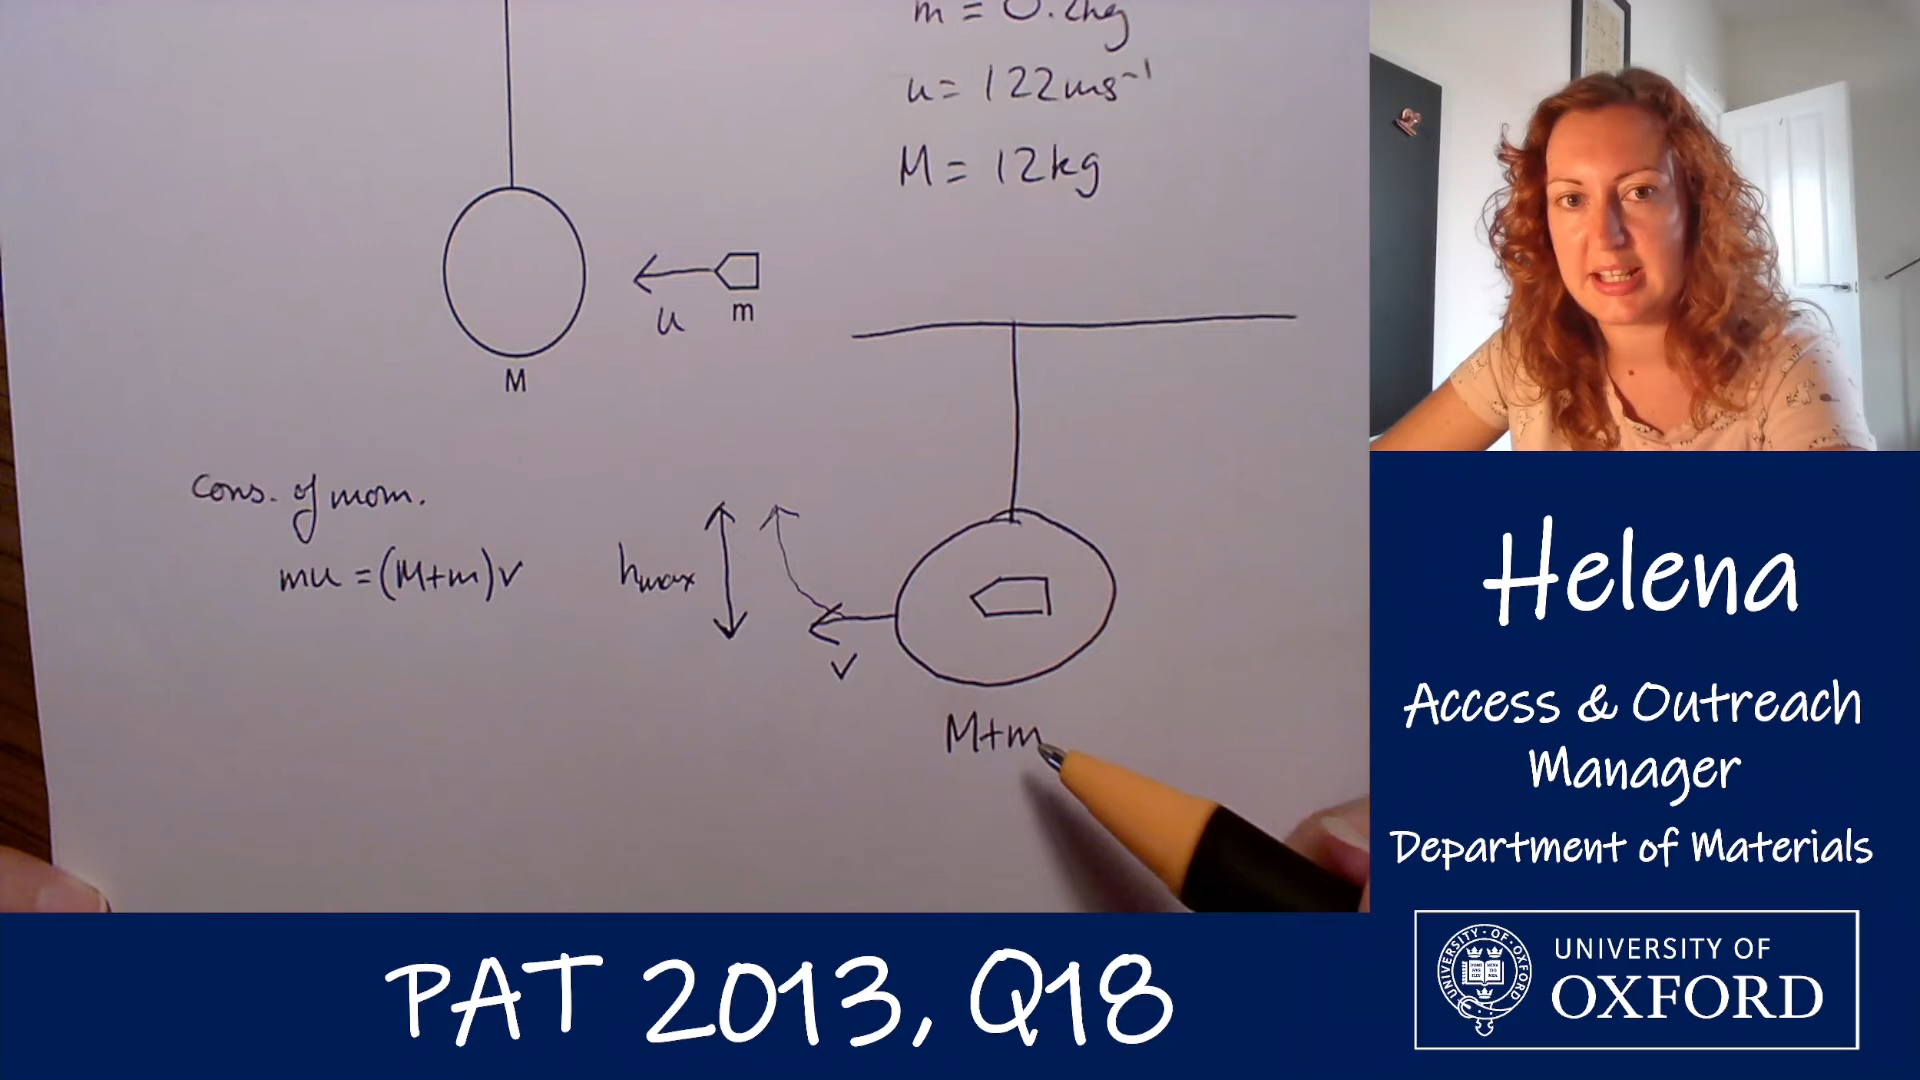 m = 0.2kg
u = 122ms⁻¹
M = 12kg
u
m
M
cons. of mom.
mu = (M+m)v
hmax
v
M+m
Helena
Access & Outreach
Manager
Department of Materials
PAT 2013, Q18
UNIVERSITY OF
OXFORD